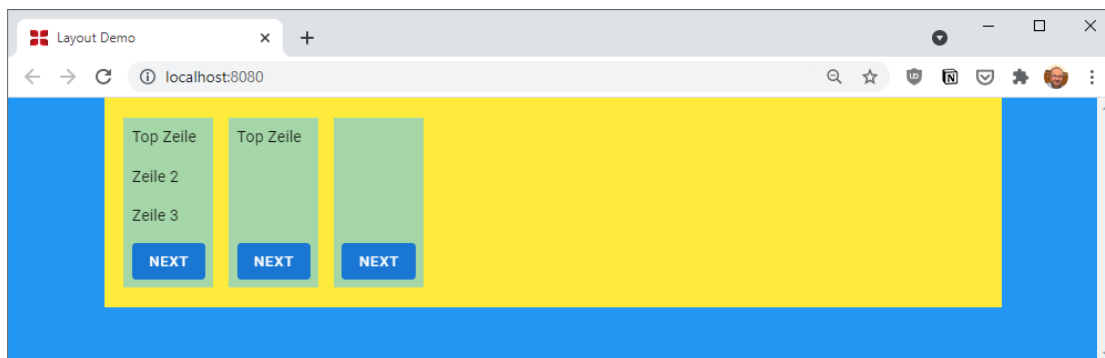 Layout Demo
localhost:8080
Top Zeile Top Zeile
Zeile 2
Zeile 3
NEXT NEXT NEXT